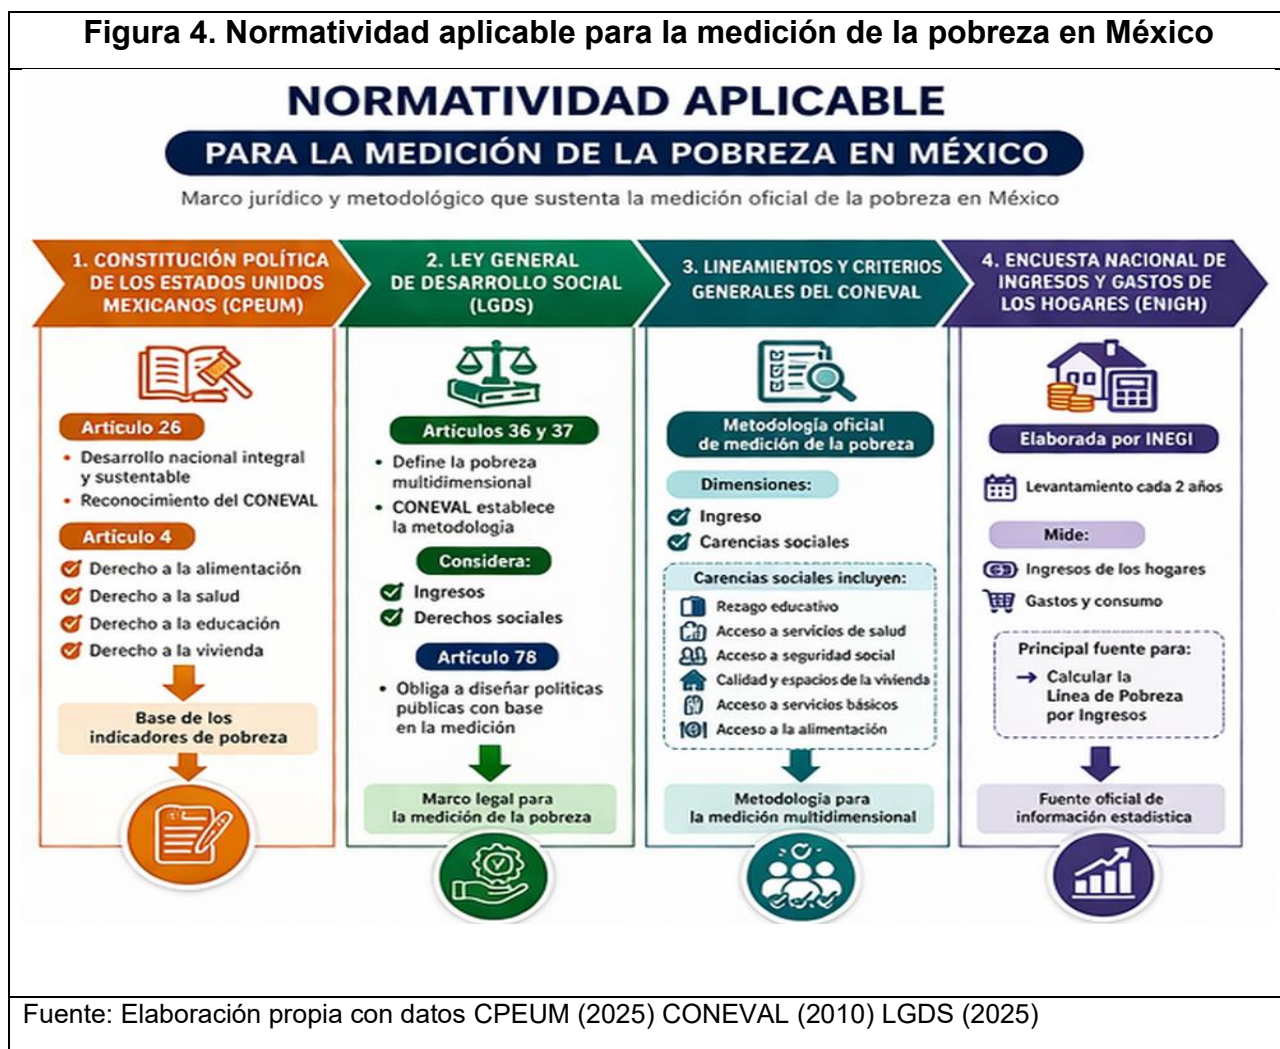 Figura 4. Normatividad aplicable para la medición de la pobreza en México
NORMATIVIDAD APLICABLE
PARA LA MEDICIÓN DE LA POBREZA EN MÉXICO
Marco jurídico y metodológico que sustenta la medición oficial de la pobreza en México
1. CONSTITUCIÓN POLÍTICA
DE LOS ESTADOS UNIDOS
MEXICANOS (CPEUM)
Artículo 26
• Desarrollo nacional integral
y sustentable
• Reconocimiento del CONEVAL
Artículo 4
Derecho a la alimentación
Derecho a la salud
Derecho a la educación
Derecho a la vivienda
Base de los
indicadores de pobreza
2. LEY GENERAL
DE DESARROLLO SOCIAL
(LGDS)
Artículos 36 y 37
• Define la pobreza
multidimensional
• CONEVAL establece
la metodología
Considera:
Ingresos
Derechos sociales
Artículo 78
• Obliga a diseñar políticas
públicas con base
en la medición
Marco legal para
la medición de la pobreza
3. LINEAMIENTOS Y CRITERIOS
GENERALES DEL CONEVAL
Metodología oficial
de medición de la pobreza
Dimensiones:
Ingreso
Carencias sociales
Carencias sociales incluyen:
Rezago educativo
Acceso a servicios de salud
Acceso a seguridad social
Calidad y espacios de la vivienda
Acceso a servicios básicos
Acceso a la alimentación
Metodología para
la medición multidimensional
4. ENCUESTA NACIONAL DE
INGRESOS Y GASTOS DE
LOS HOGARES (ENIGH)
Elaborada por INEGI
Levantamiento cada 2 años
Mide:
Ingresos de los hogares
Gastos y consumo
Principal fuente para:
→ Calcular la
Línea de Pobreza
por Ingresos
Fuente oficial de
información estadística
Fuente: Elaboración propia con datos CPEUM (2025) CONEVAL (2010) LGDS (2025)